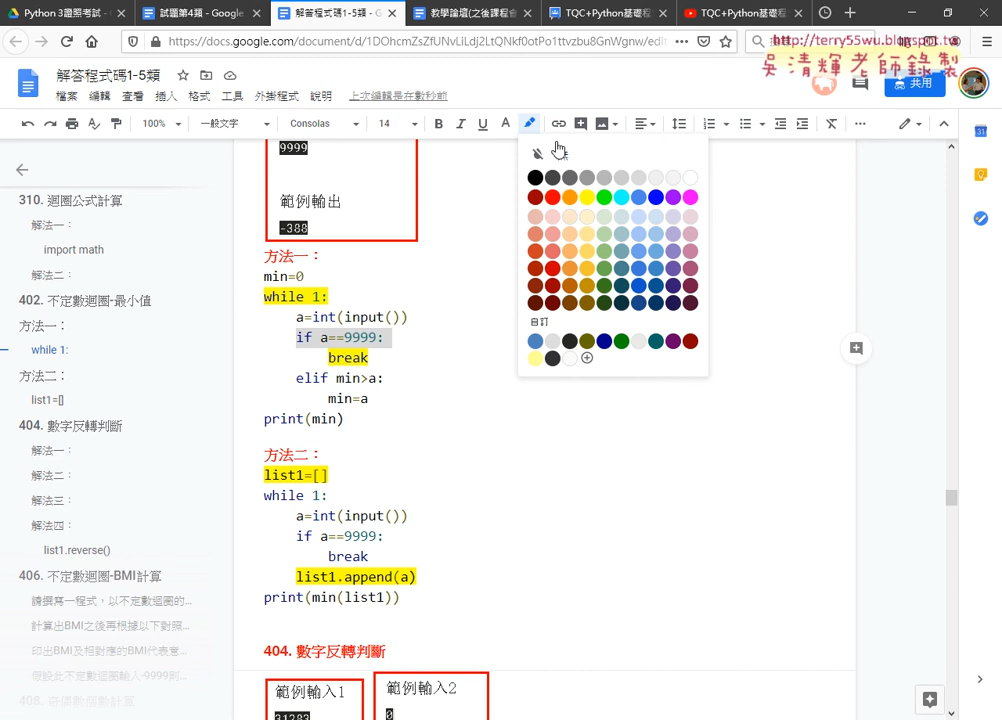 Python 3證照考試 -
試題第4類 - Google
解答程式碼1-5類 - G
教學論壇(之後課程會
TQC+Python基礎程
TQC+Python基礎程
https://docs.google.com/document/d/1DOhcmZsZfUNvLiLdj2LtQNkf0otPo1ttvzbu8GnWgnw/edi
http://terry55wu.blogspot.tw
吳清輝老師錄製
解答程式碼1-5類
共用
檔案 編輯 查看 插入 格式 工具 外掛程式 說明 上次編輯是在數秒前
100% 一般文字 Consolas 14 B I U A
自訂
310. 迴圈公式計算
解法一：
import math
解法二：
402. 不定數迴圈-最小值
方法一：
while 1:
方法二：
list1=[]
404. 數字反轉判斷
解法一：
解法二：
解法三：
解法四：
list1.reverse()
406. 不定數迴圈-BMI計算
請撰寫一程式，以不定數迴圈的...
計算出BMI之後再根據以下對照...
印出BMI及相對應的BMI代表意...
假設此不定數迴圈輸入-9999則...
408. 奇偶數個數計算
9999
範例輸出
-388
方法一：
min=0
while 1:
a=int(input())
if a==9999:
break
elif min>a:
min=a
print(min)
方法二：
list1=[]
while 1:
a=int(input())
if a==9999:
break
list1.append(a)
print(min(list1))
404. 數字反轉判斷
範例輸入1
31283
範例輸入2
0